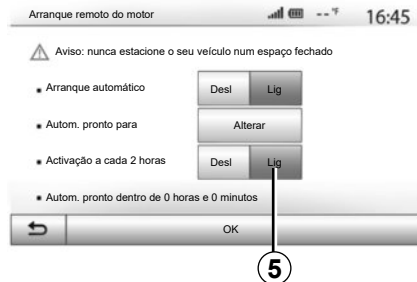 Arranque remoto do motor
--°F 16:45
Aviso: nunca estacione o seu veículo num espaço fechado
Arranque automático Desl Lig
Autom. pronto para Alterar
Activação a cada 2 horas Desl Lig
Autom. pronto dentro de 0 horas e 0 minutos
OK
5